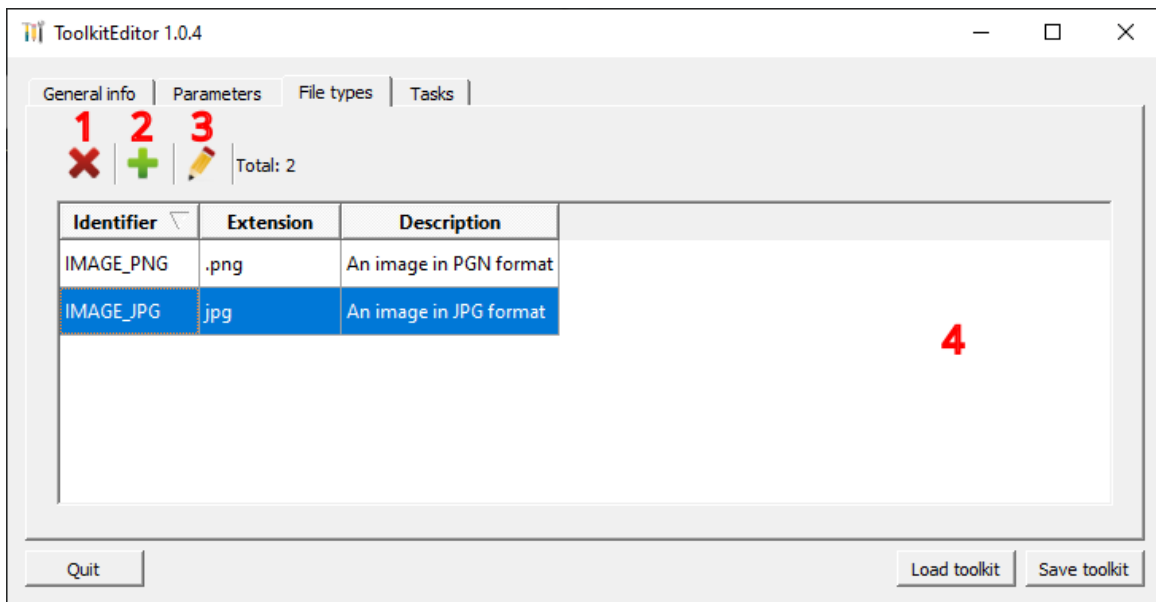 ToolkitEditor 1.0.4
General info Parameters File types Tasks
1 2 3
Total: 2
Identifier Extension Description
IMAGE_PNG .png An image in PGN format
IMAGE_JPG jpg An image in JPG format
4
Quit Load toolkit Save toolkit